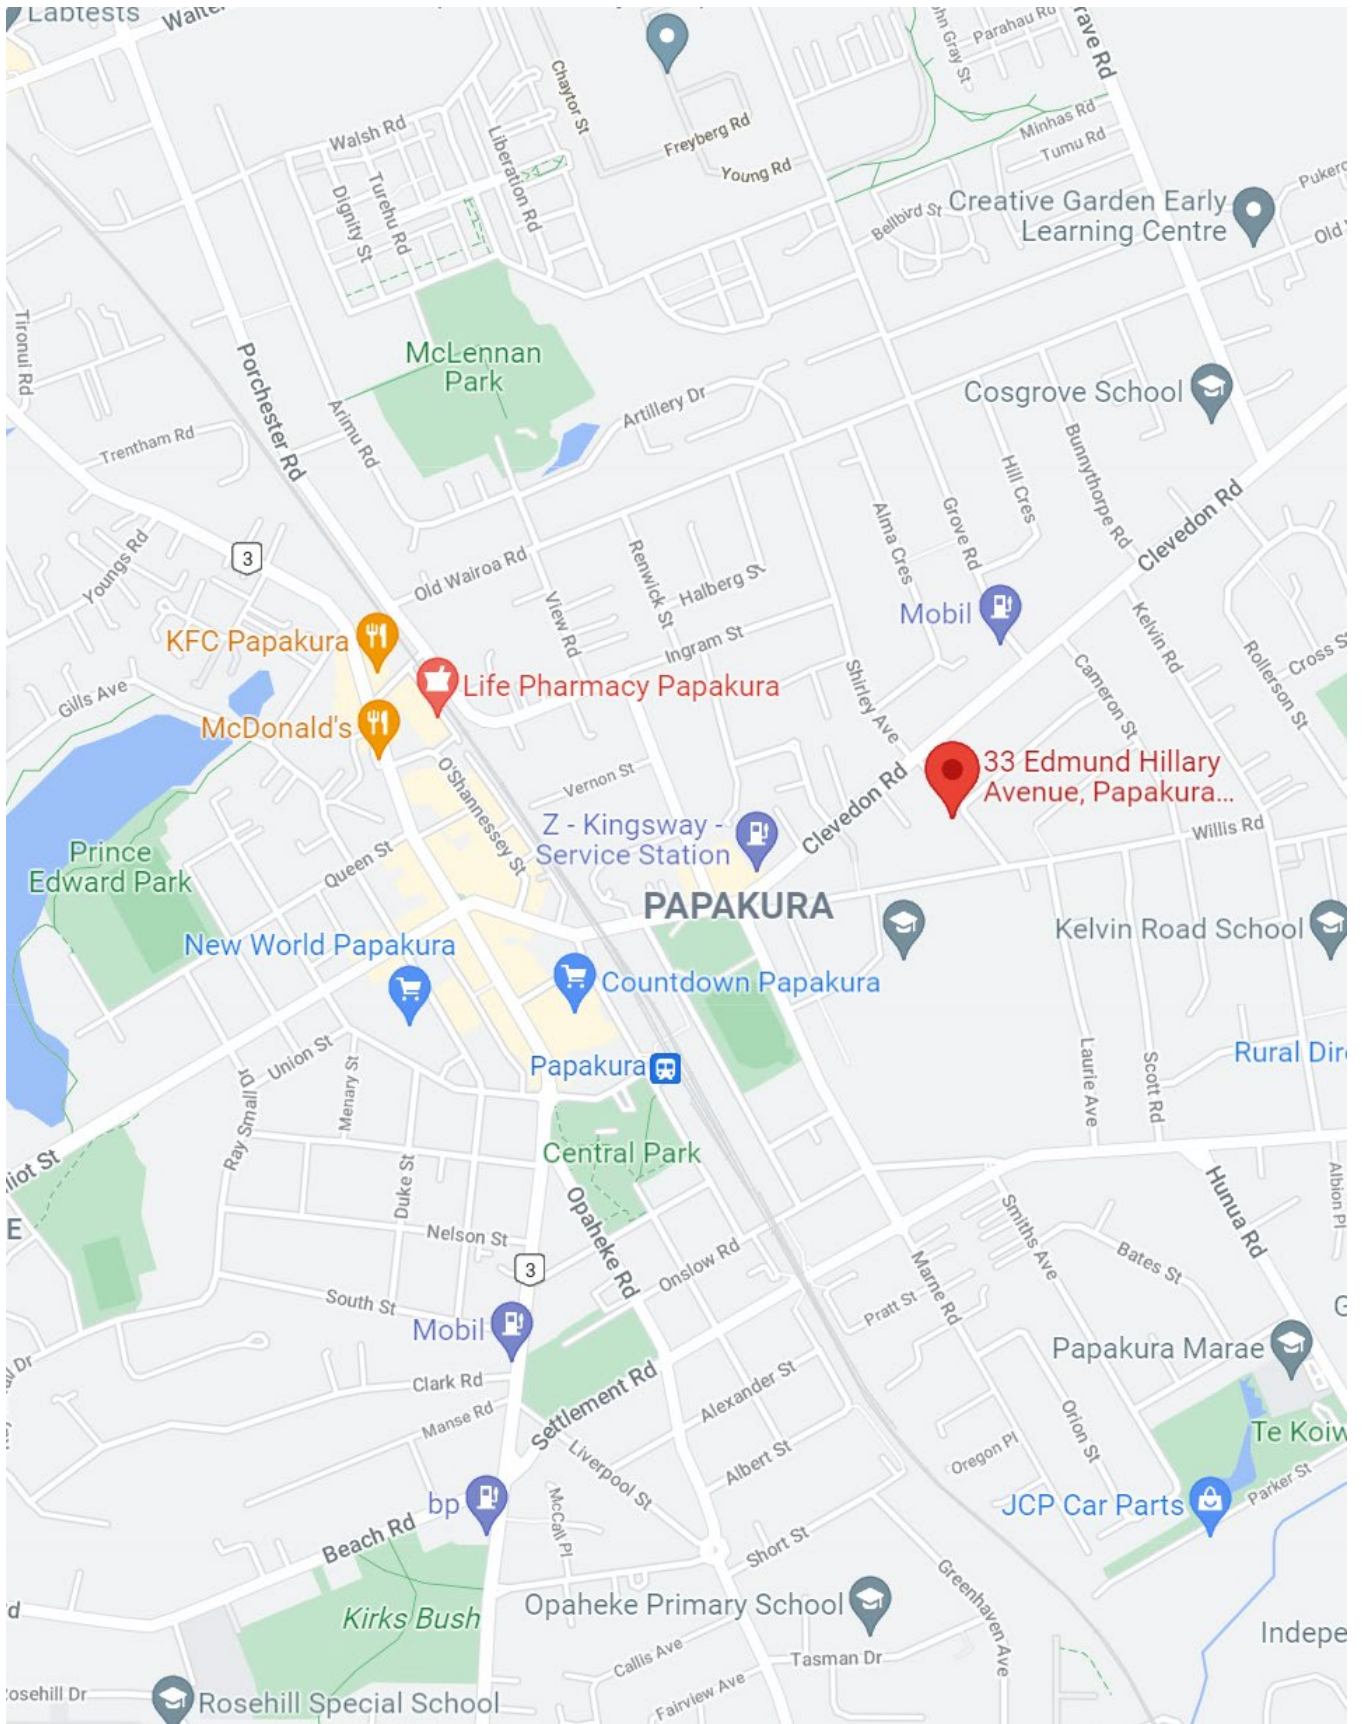 Labtests
Chaytor St
Parahau Rd
Walsh Rd
Liberation Rd
Freyberg Rd
Young Rd
Minhas Rd
Tumu Rd
Turehu Rd
Dignity St
Bellbird St
Creative Garden Early
Learning Centre
Tironui Rd
McLennan
Park
Porchester Rd
Artillery Dr
Cosgrove School
Trentham Rd
Arimu Rd
Bunnythorpe Rd
Hill Cres
Grove Rd
Alma Cres
Clevedon Rd
Youngs Rd
3
Old Wairoa Rd
Renwick St
Halberg St
View Rd
Mobil
KFC Papakura
Ingram St
Kelvin Rd
Rollerson St
Cameron St
Shirley Ave
Life Pharmacy Papakura
Gills Ave
McDonald's
O'Shannessey St
Vernon St
Clevedon Rd
33 Edmund Hillary
Avenue, Papakura...
Z - Kingsway -
Service Station
Willis Rd
Prince
Edward Park
Queen St
PAPAKURA
Kelvin Road School
New World Papakura
Countdown Papakura
Union St
Papakura
Menary St
Ray Small Dr
Laurie Ave
Scott Rd
Central Park
Duke St
Opaheke Rd
Hunua Rd
Albion Pl
Smiths Ave
Nelson St
3
Onslow Rd
Marne Rd
Bates St
South St
Pratt St
Mobil
Papakura Marae
Clark Rd
Settlement Rd
Alexander St
Manse Rd
Orion St
Liverpool St
Albert St
Oregon Pl
bp
McCall Pl
JCP Car Parts
Parker St
Beach Rd
Short St
Greenhaven Ave
Kirks Bush
Opaheke Primary School
Callis Ave
Tasman Dr
Fairview Ave
Rosehill Special School